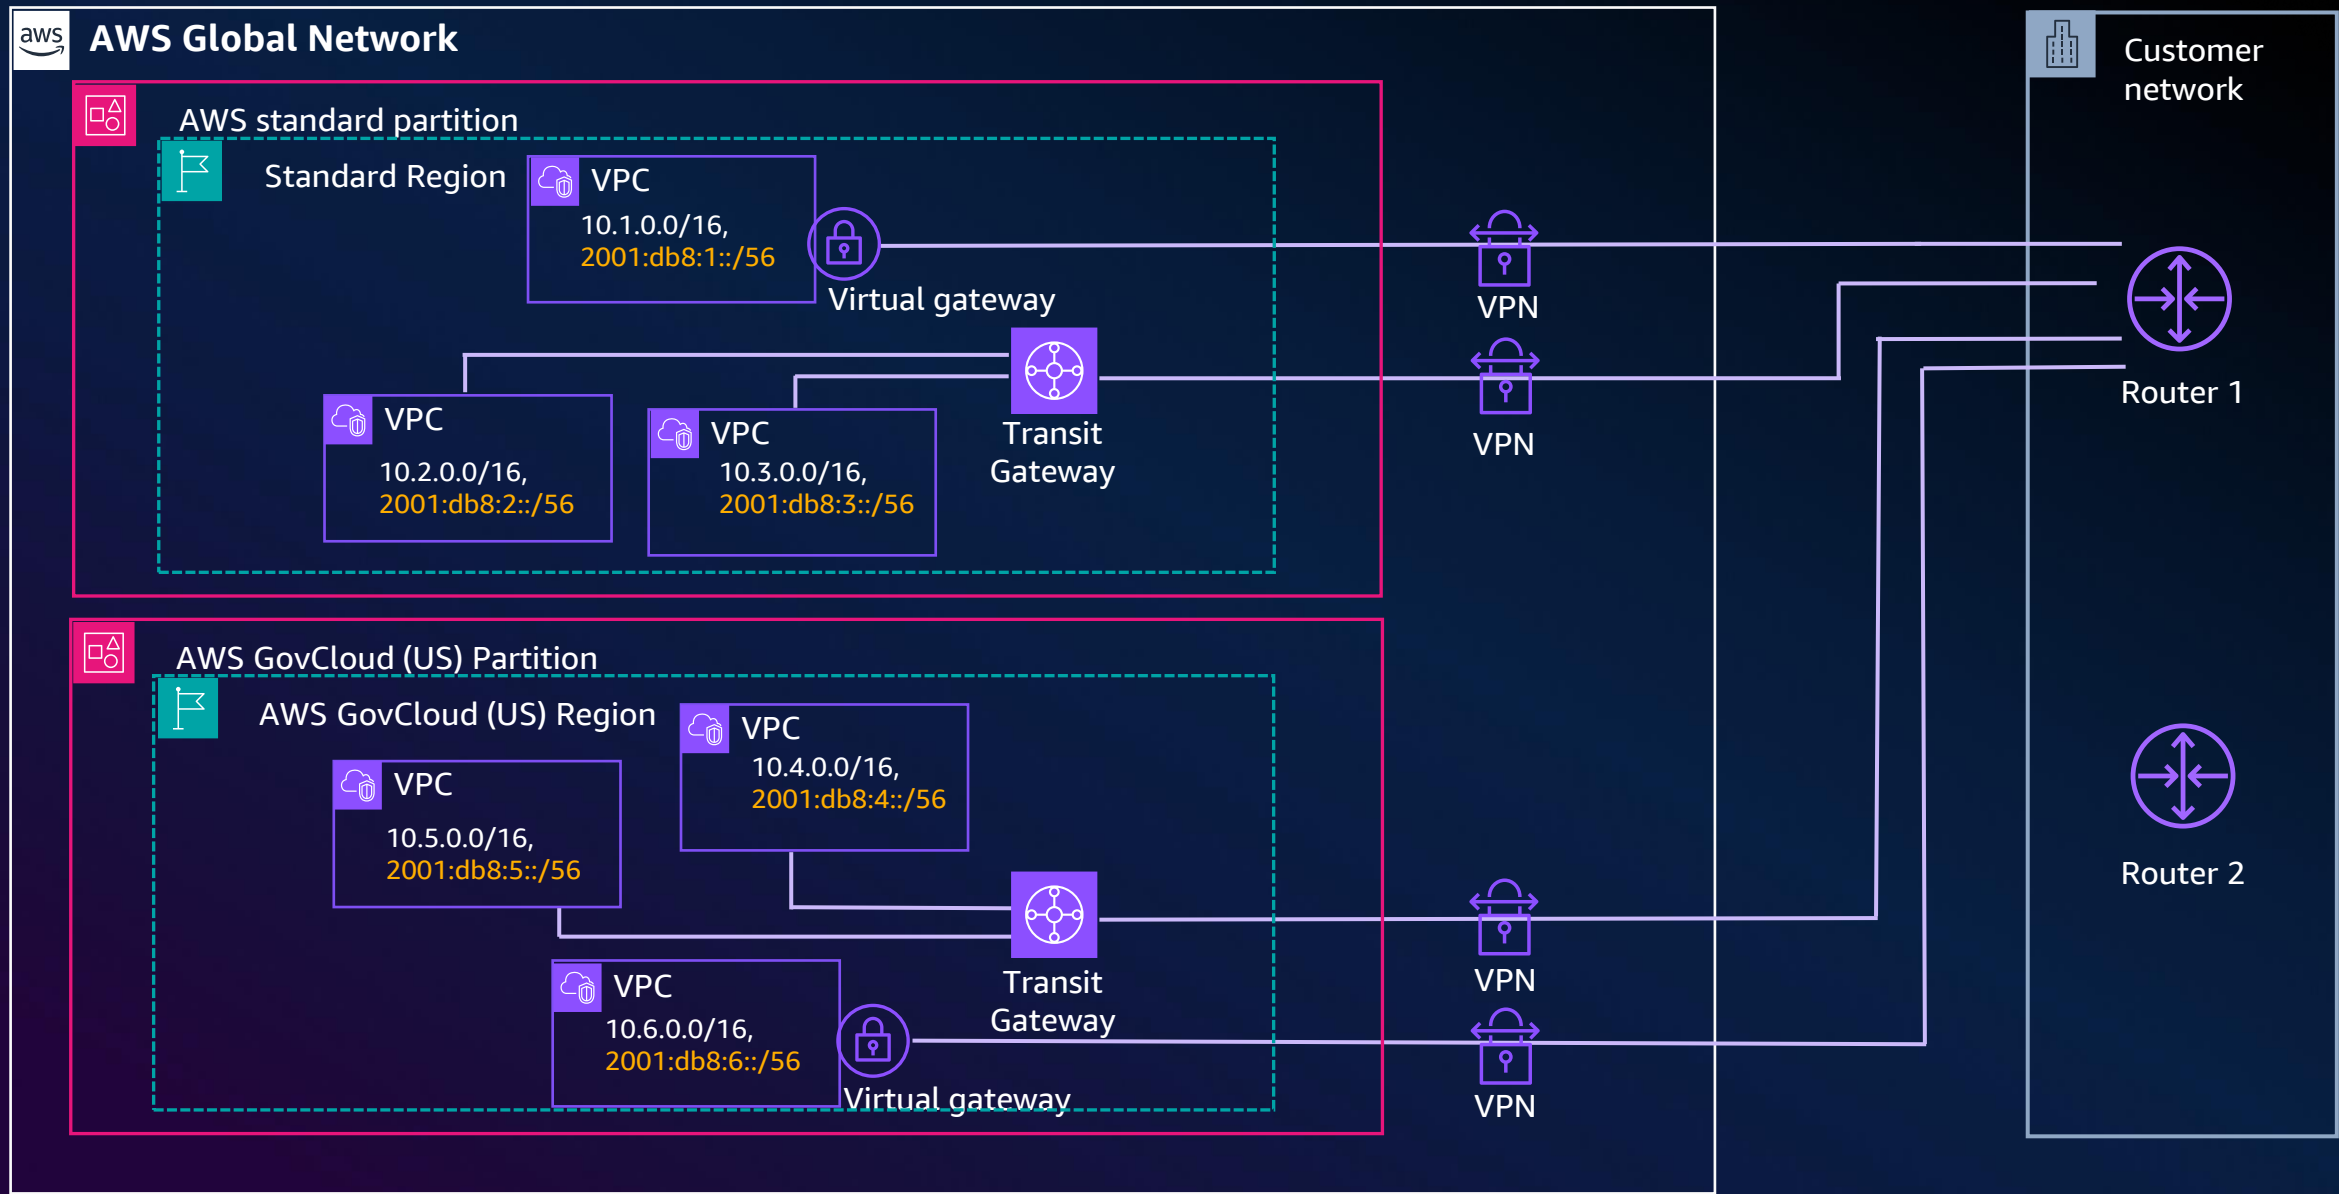 aws
AWS Global Network
Customer
network
AWS standard partition
Standard Region
VPC
10.1.0.0/16,
2001:db8:1::/56
Virtual gateway
VPN
VPC
10.2.0.0/16,
2001:db8:2::/56
VPC
10.3.0.0/16,
2001:db8:3::/56
Transit
Gateway
VPN
Router 1
AWS GovCloud (US) Partition
AWS GovCloud (US) Region
VPC
10.4.0.0/16,
2001:db8:4::/56
VPC
10.5.0.0/16,
2001:db8:5::/56
Transit
Gateway
VPN
Router 2
VPC
10.6.0.0/16,
2001:db8:6::/56
Virtual gateway
VPN